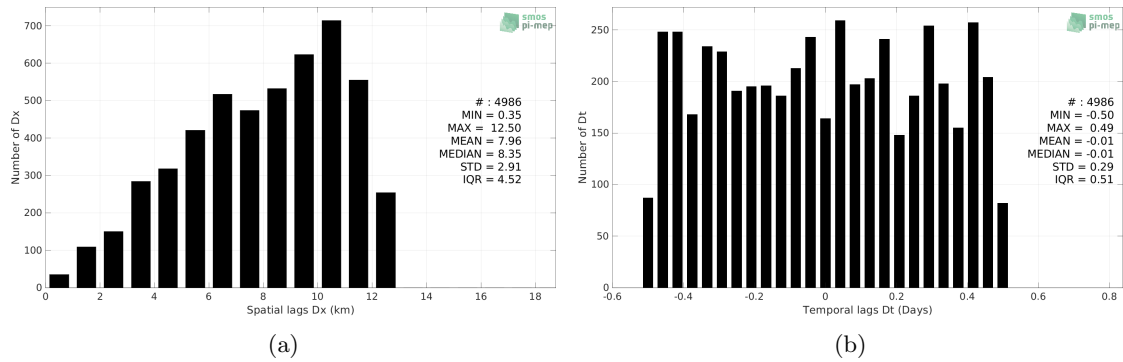 700
600
500
400
300
200
100
0
Number of Dx
smos
pi-mep
# : 4986
MIN = 0.35
MAX = 12.50
MEAN = 7.96
MEDIAN = 8.35
STD = 2.91
IQR = 4.52
0 2 4 6 8 10 12 14 16 18
Spatial lags Dx (km)
(a)
250
200
150
100
50
0
Number of Dt
smos
pi-mep
# : 4986
MIN = -0.50
MAX = 0.49
MEAN = -0.01
MEDIAN = -0.01
STD = 0.29
IQR = 0.51
-0.6 -0.4 -0.2 0 0.2 0.4 0.6 0.8
Temporal lags Dt (Days)
(b)